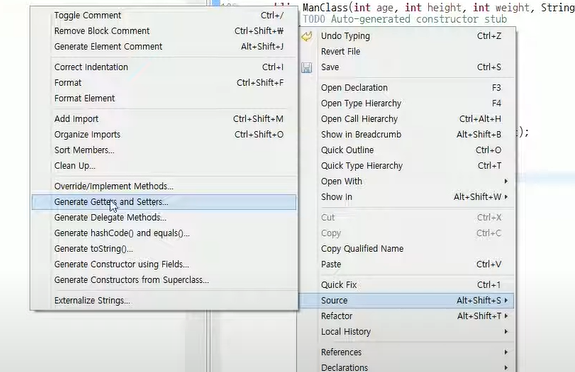 ManClass(int age, int height, int weight, String
TODO Auto-generated constructor stub
);
Toggle Comment Ctrl+/
Remove Block Comment Ctrl+Shift+₩
Generate Element Comment Alt+Shift+J
Correct Indentation Ctrl+I
Format Ctrl+Shift+F
Format Element
Add Import Ctrl+Shift+M
Organize Imports Ctrl+Shift+O
Sort Members...
Clean Up...
Override/Implement Methods...
Generate Getters and Setters...
Generate Delegate Methods...
Generate hashCode() and equals()...
Generate toString()...
Generate Constructor using Fields...
Generate Constructors from Superclass...
Externalize Strings...
Undo Typing Ctrl+Z
Revert File
Save Ctrl+S
Open Declaration F3
Open Type Hierarchy F4
Open Call Hierarchy Ctrl+Alt+H
Show in Breadcrumb Alt+Shift+B
Quick Outline Ctrl+O
Quick Type Hierarchy Ctrl+T
Open With
Show In Alt+Shift+W
Cut Ctrl+X
Copy Ctrl+C
Copy Qualified Name
Paste Ctrl+V
Quick Fix Ctrl+1
Source Alt+Shift+S
Refactor Alt+Shift+T
Local History
References
Declarations